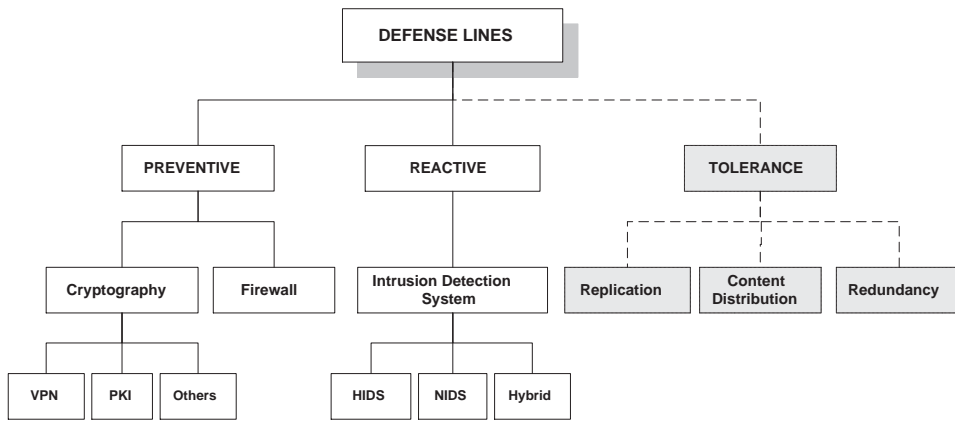 DEFENSE LINES
PREVENTIVE
REACTIVE
TOLERANCE
Cryptography
Firewall
Intrusion Detection
System
Replication
Content
Distribution
Redundancy
VPN
PKI
Others
HIDS
NIDS
Hybrid